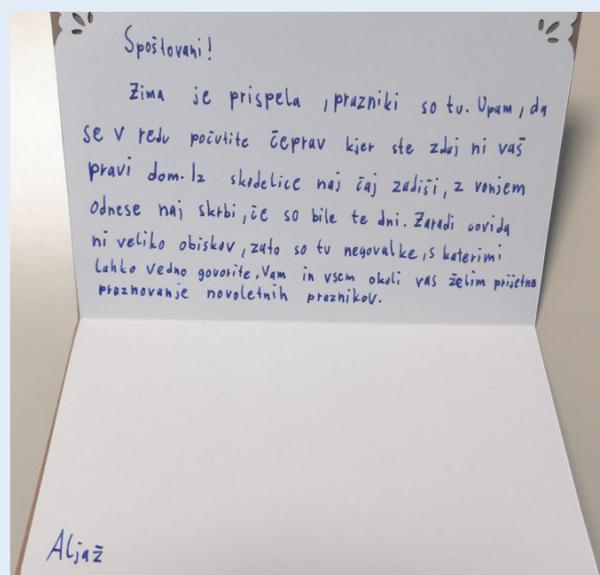 Spoštovani!
Zima je prispela, prazniki so tu. Upam, da
se v redu počutite čeprav kjer ste zdaj ni vaš
pravi dom. Iz skodelice naj čaj zadiši, z vonjem
odnese naj skrbi, če so bile te dni. Zaradi covida
ni veliko obiskov, zato so tu negovalke, s katerimi
lahko vedno govorite. Vam in vsem okoli vas želim prijetno
praznovanje novoletnih praznikov.
Aljaž